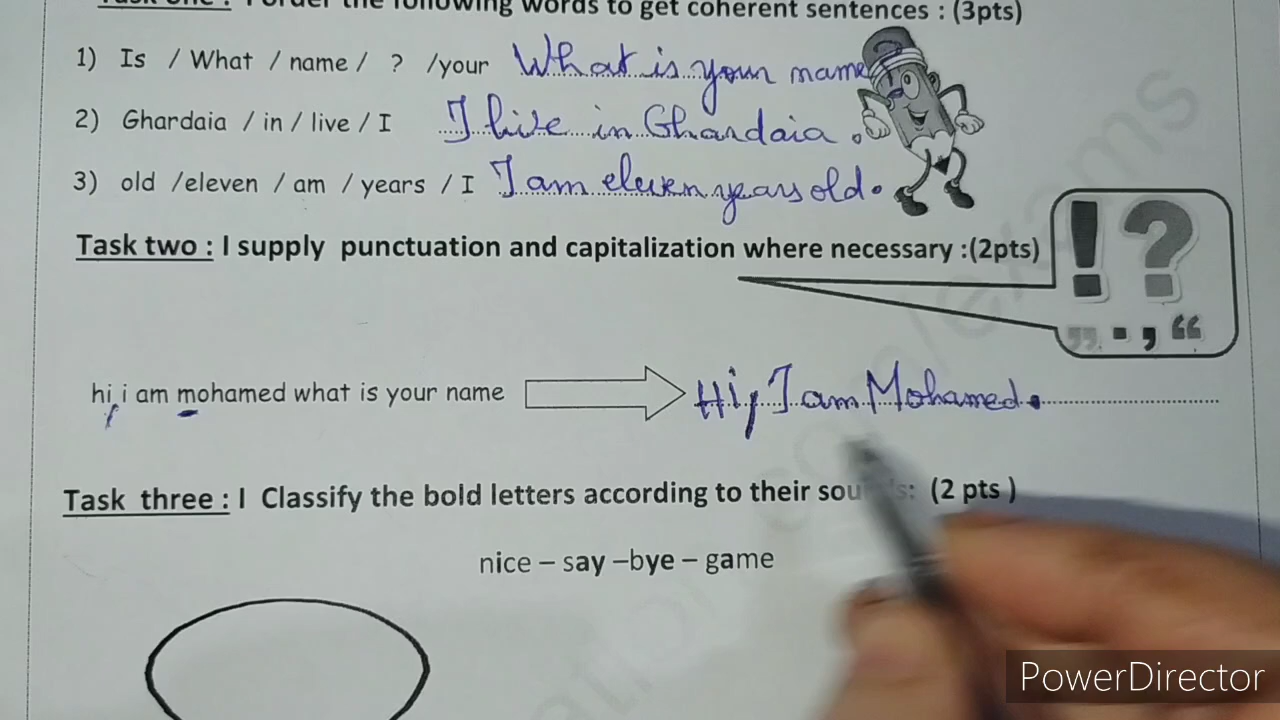 Task one : I order the following words to get coherent sentences : (3pts)
1) Is / What / name / ? /your What is your name
2) Ghardaia / in / live / I I live in Ghardaia .
3) old /eleven / am / years / I I am eleven years old.
Task two : I supply punctuation and capitalization where necessary :(2pts)
! ?
. , “
hi, i am mohamed what is your name Hi, I am Mohamed.
Task three : I Classify the bold letters according to their sounds: (2 pts )
nice – say –bye – game
PowerDirector